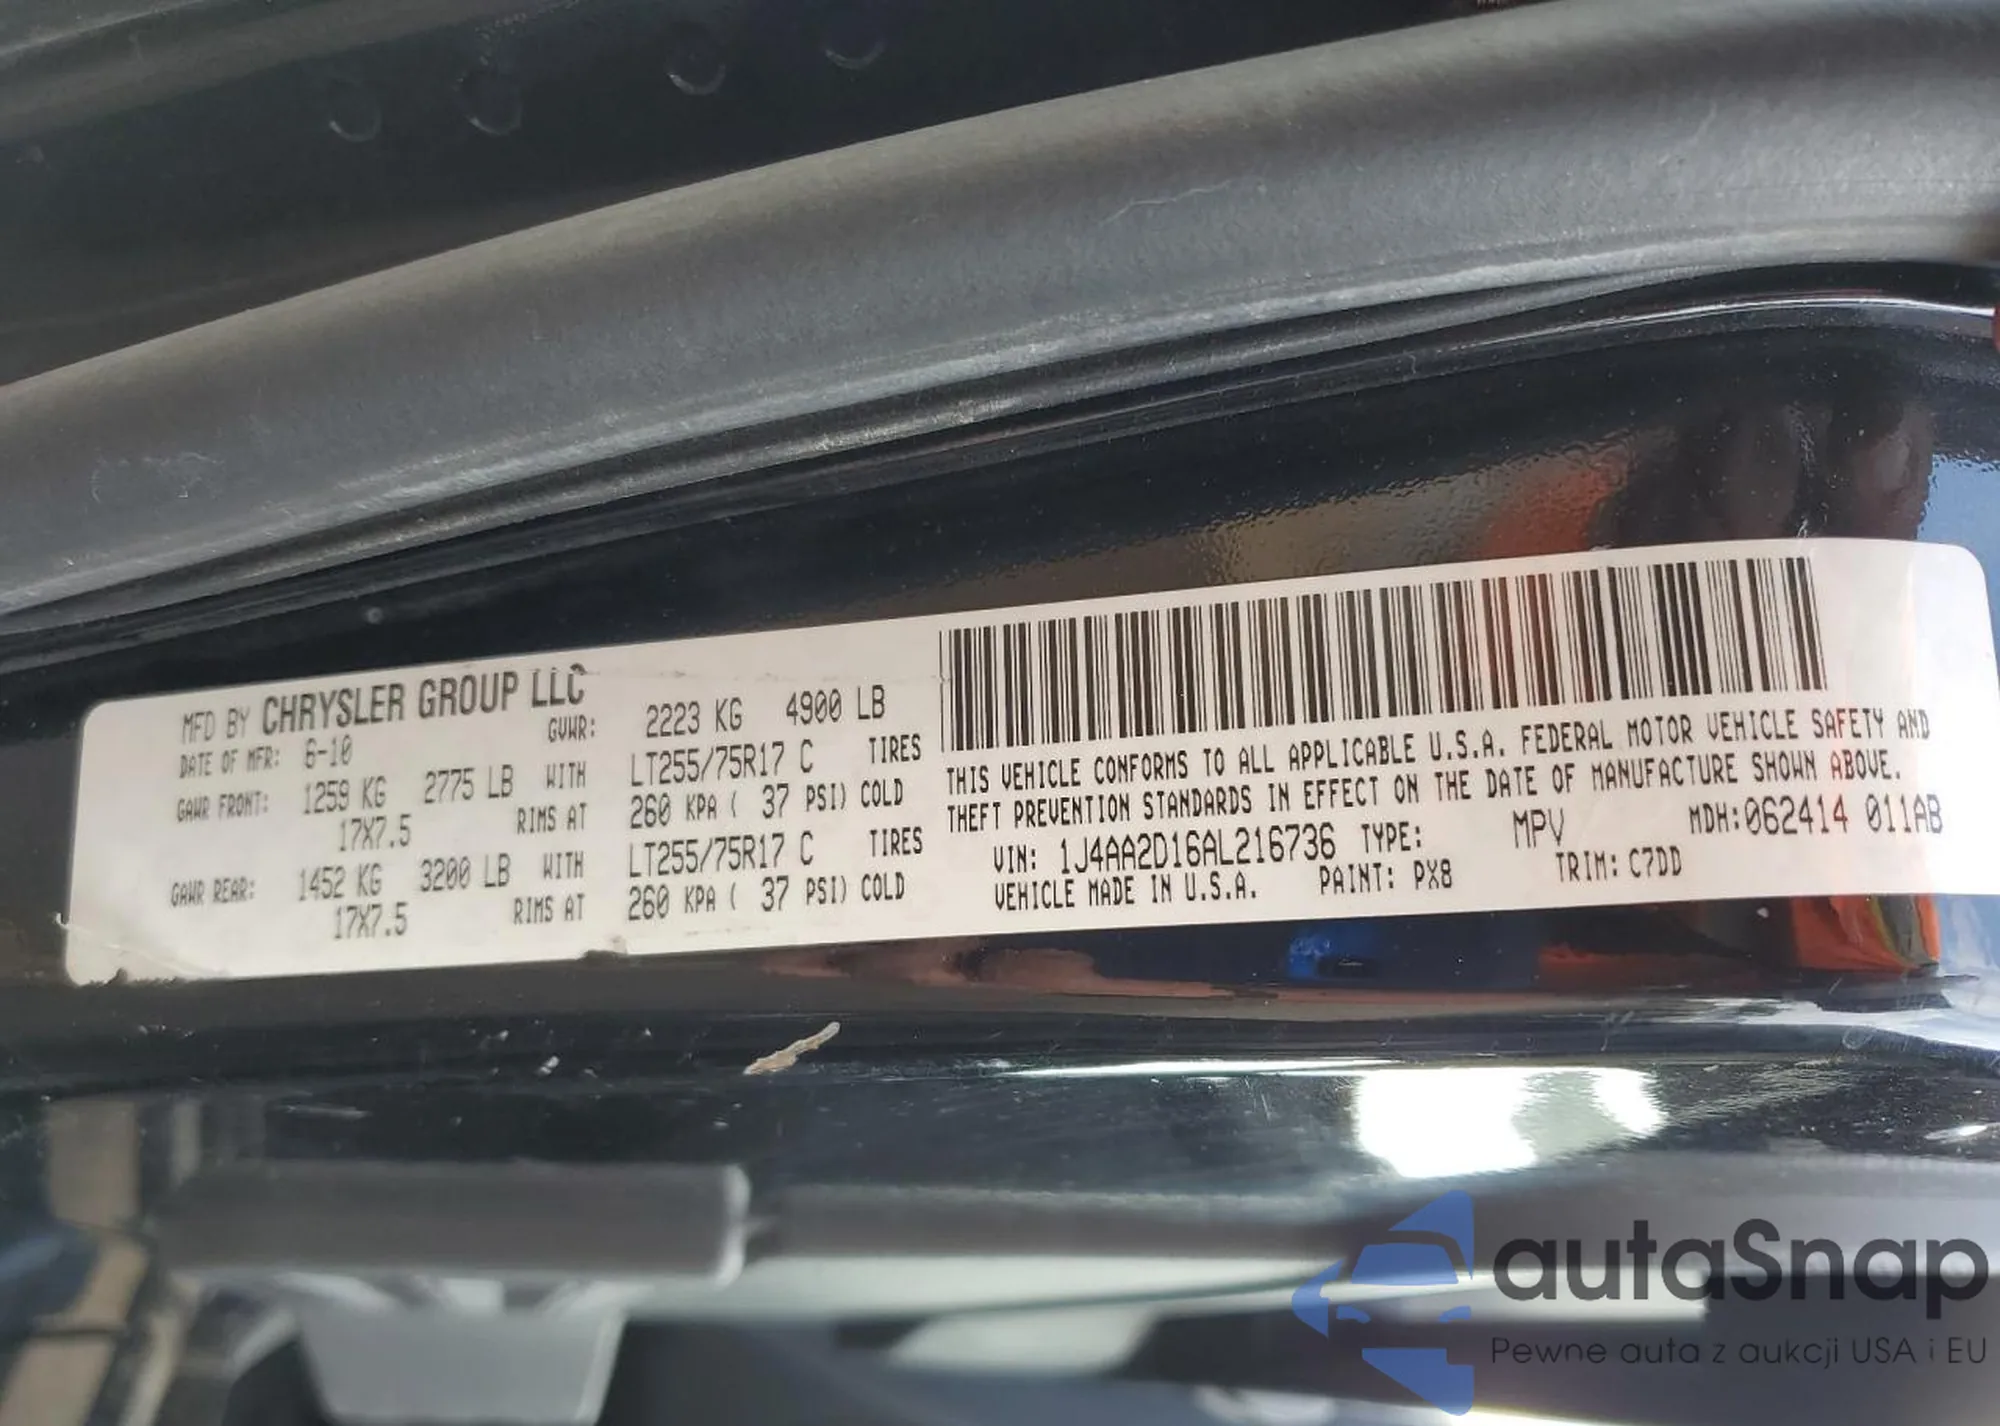 MFD BY CHRYSLER GROUP LLC
DATE OF MFR: 6-10 GVWR: 2223 KG 4900 LB
GAWR FRONT: 1259 KG 2775 LB WITH LT255/75R17 C TIRES
17X7.5 RIMS AT 260 KPA ( 37 PSI) COLD
GAWR REAR: 1452 KG 3200 LB WITH LT255/75R17 C TIRES
17X7.5 RIMS AT 260 KPA ( 37 PSI) COLD
THIS VEHICLE CONFORMS TO ALL APPLICABLE U.S.A. FEDERAL MOTOR VEHICLE SAFETY AND
THEFT PREVENTION STANDARDS IN EFFECT ON THE DATE OF MANUFACTURE SHOWN ABOVE.
VIN: 1J4AA2D16AL216736 TYPE: MPV MDH:062414 011AB
VEHICLE MADE IN U.S.A. PAINT: PX8 TRIM: C7DD
autaSnap
Pewne auta z aukcji USA i EU